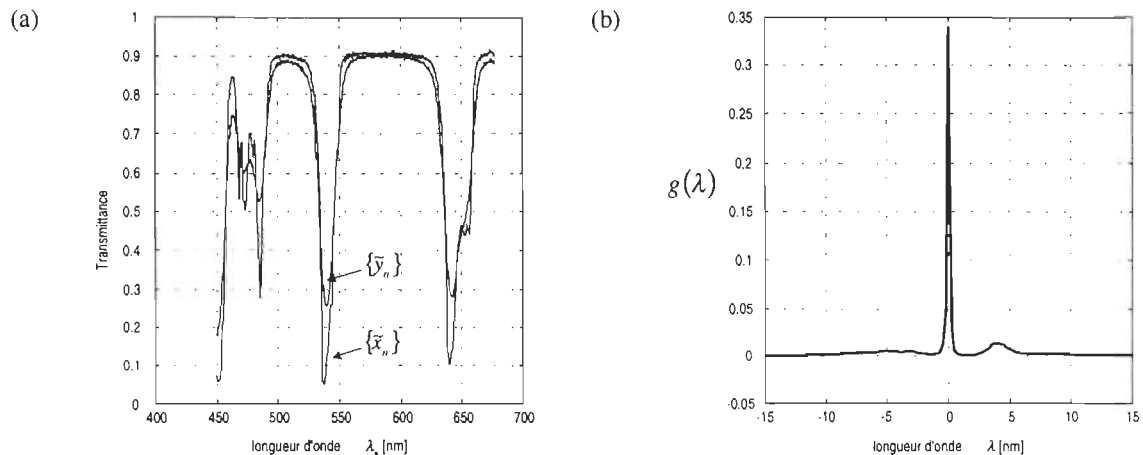 (a)
1
0.9
0.8
0.7
0.6
0.5
0.4
0.3
0.2
0.1
0
Transmittance
{ỹₙ}
{x̃ₙ}
400 450 500 550 600 650 700
longueur d'onde λₙ [nm]
(b)
0.35
0.3
0.25
0.2
0.15
0.1
0.05
0
-0.05
g(λ)
-15 -10 -5 0 5 10 15
longueur d'onde λ [nm]